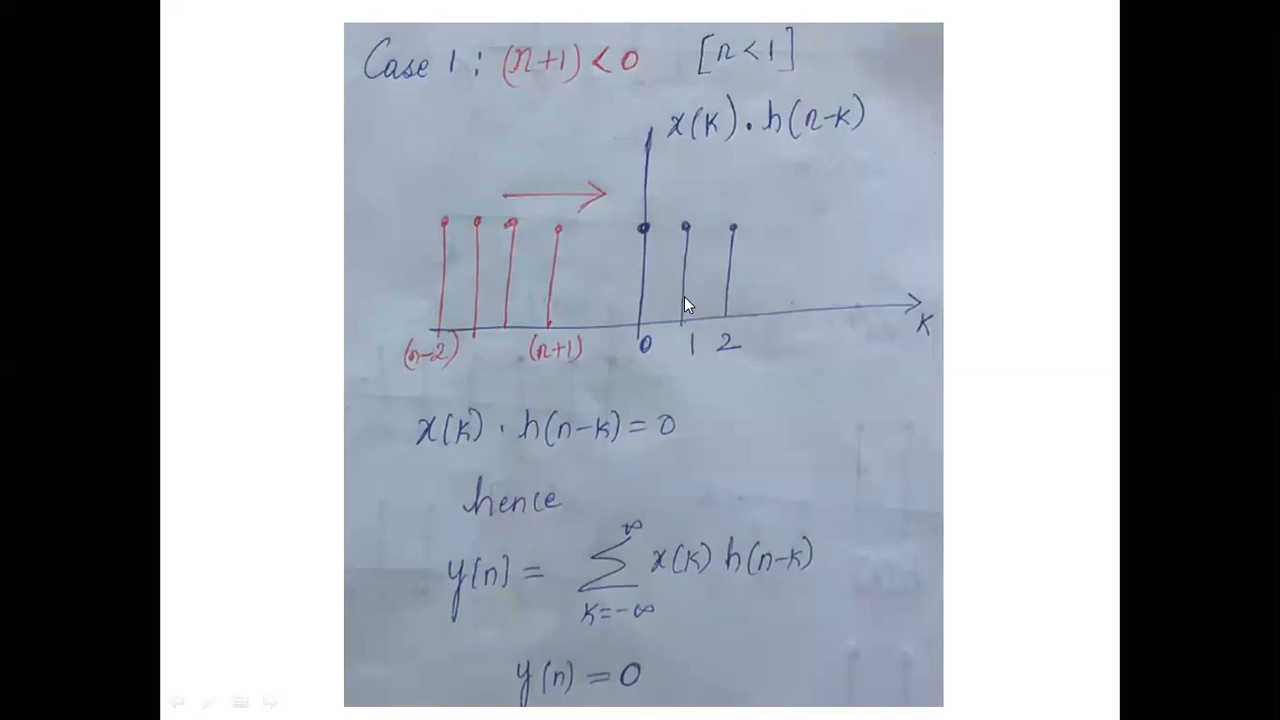 Case 1 : (n+1) < 0 [n < 1]
x(k) . h(n-k)
(n-2) (n+1) 0 1 2 k
x(k) . h(n-k) = 0
hence
∞
y(n) = ∑ x(k) h(n-k)
k=-∞
y(n) = 0